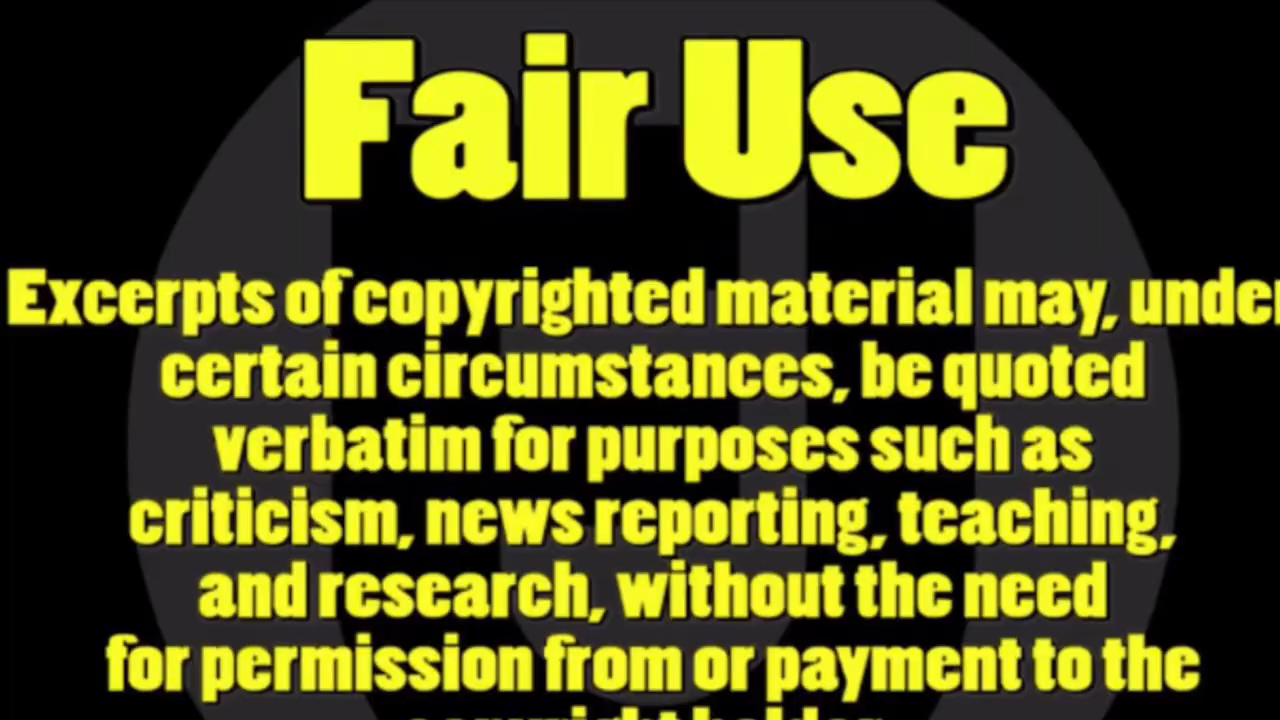 Fair Use
Excerpts of copyrighted material may, unde
certain circumstances, be quoted
verbatim for purposes such as
criticism, news reporting, teaching,
and research, without the need
for permission from or payment to the